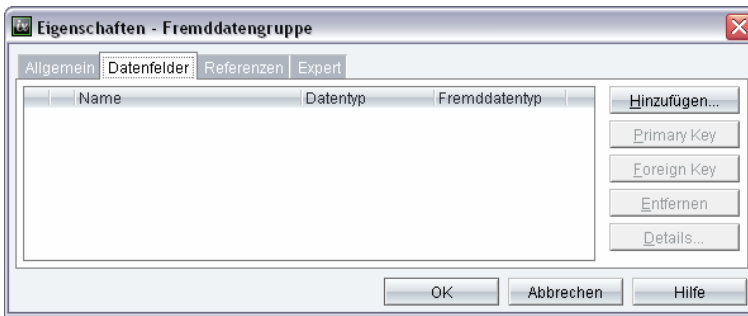 Eigenschaften - Fremddatengruppe
Allgemein Datenfelder Referenzen Expert
Name Datentyp Fremddatentyp
Hinzufügen...
Primary Key
Foreign Key
Entfernen
Details...
OK Abbrechen Hilfe